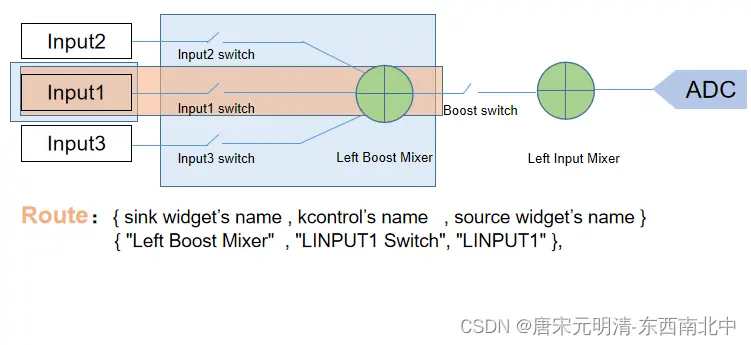 Input2
Input2 switch
Input1
Input1 switch
Boost switch
ADC
Input3
Input3 switch
Left Boost Mixer
Left Input Mixer
Route：{ sink widget’s name , kcontrol’s name , source widget’s name }
{ "Left Boost Mixer" , "LINPUT1 Switch", "LINPUT1" },
CSDN @唐宋元明清-东西南北中